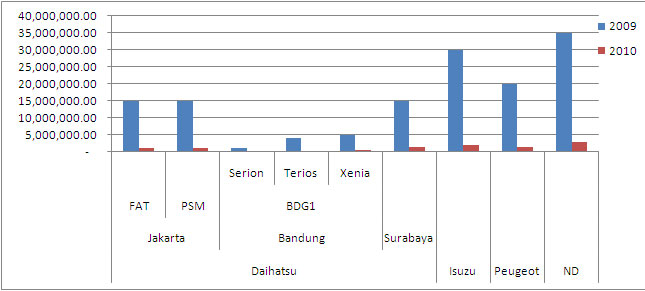 40,000,000.00
35,000,000.00
30,000,000.00
25,000,000.00
20,000,000.00
15,000,000.00
10,000,000.00
5,000,000.00
-
2009
2010
Serion Terios Xenia
FAT PSM BDG1
Jakarta Bandung Surabaya
Daihatsu Isuzu Peugeot ND